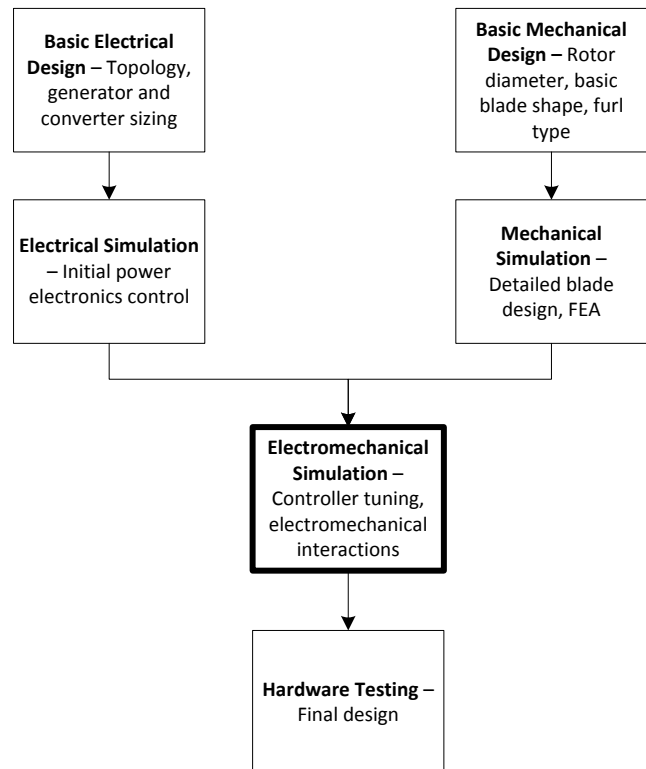 Basic Electrical
Design – Topology,
generator and
converter sizing
Basic Mechanical
Design – Rotor
diameter, basic
blade shape, furl
type
Electrical Simulation
– Initial power
electronics control
Mechanical
Simulation –
Detailed blade
design, FEA
Electromechanical
Simulation –
Controller tuning,
electromechanical
interactions
Hardware Testing –
Final design